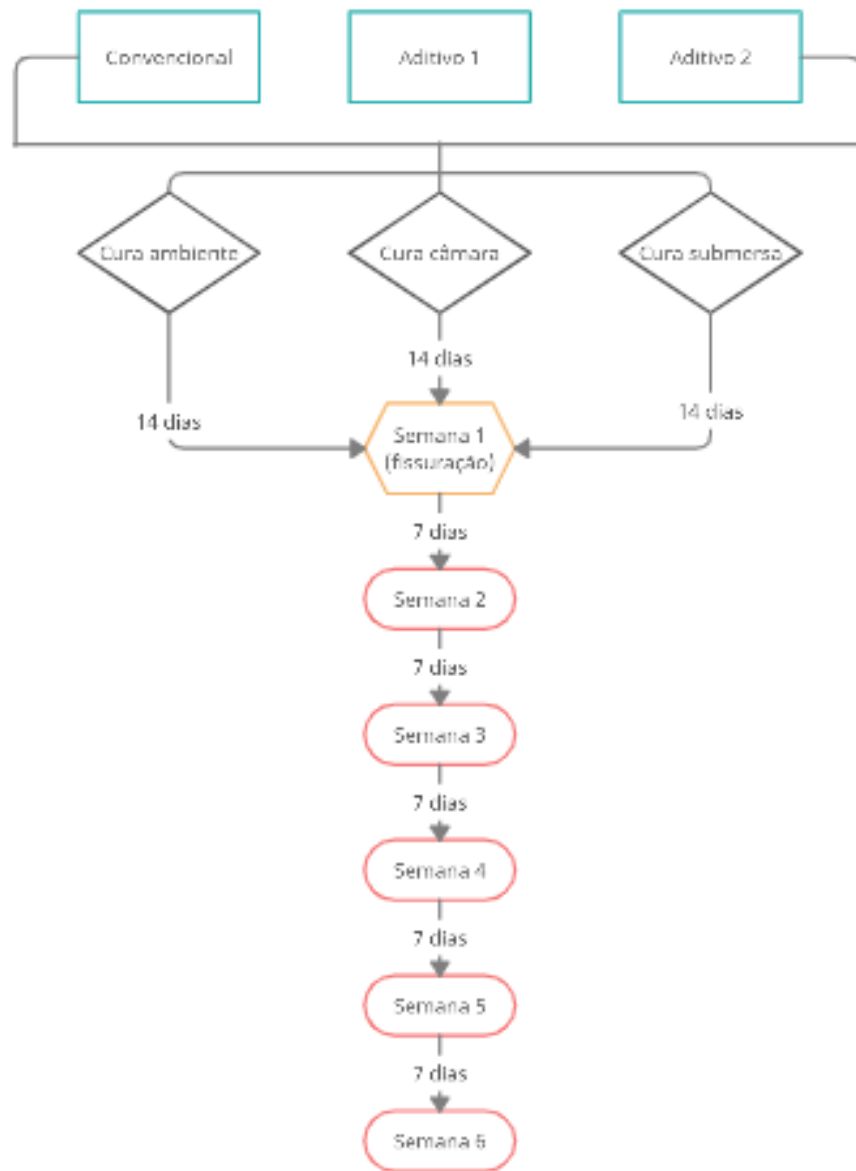 Convencional
Aditivo 1
Aditivo 2
Cura ambiente
Cura câmara
Cura submersa
14 dias
14 dias
14 dias
Semana 1
(fissuração)
7 dias
Semana 2
7 dias
Semana 3
7 dias
Semana 4
7 dias
Semana 5
7 dias
Semana 6